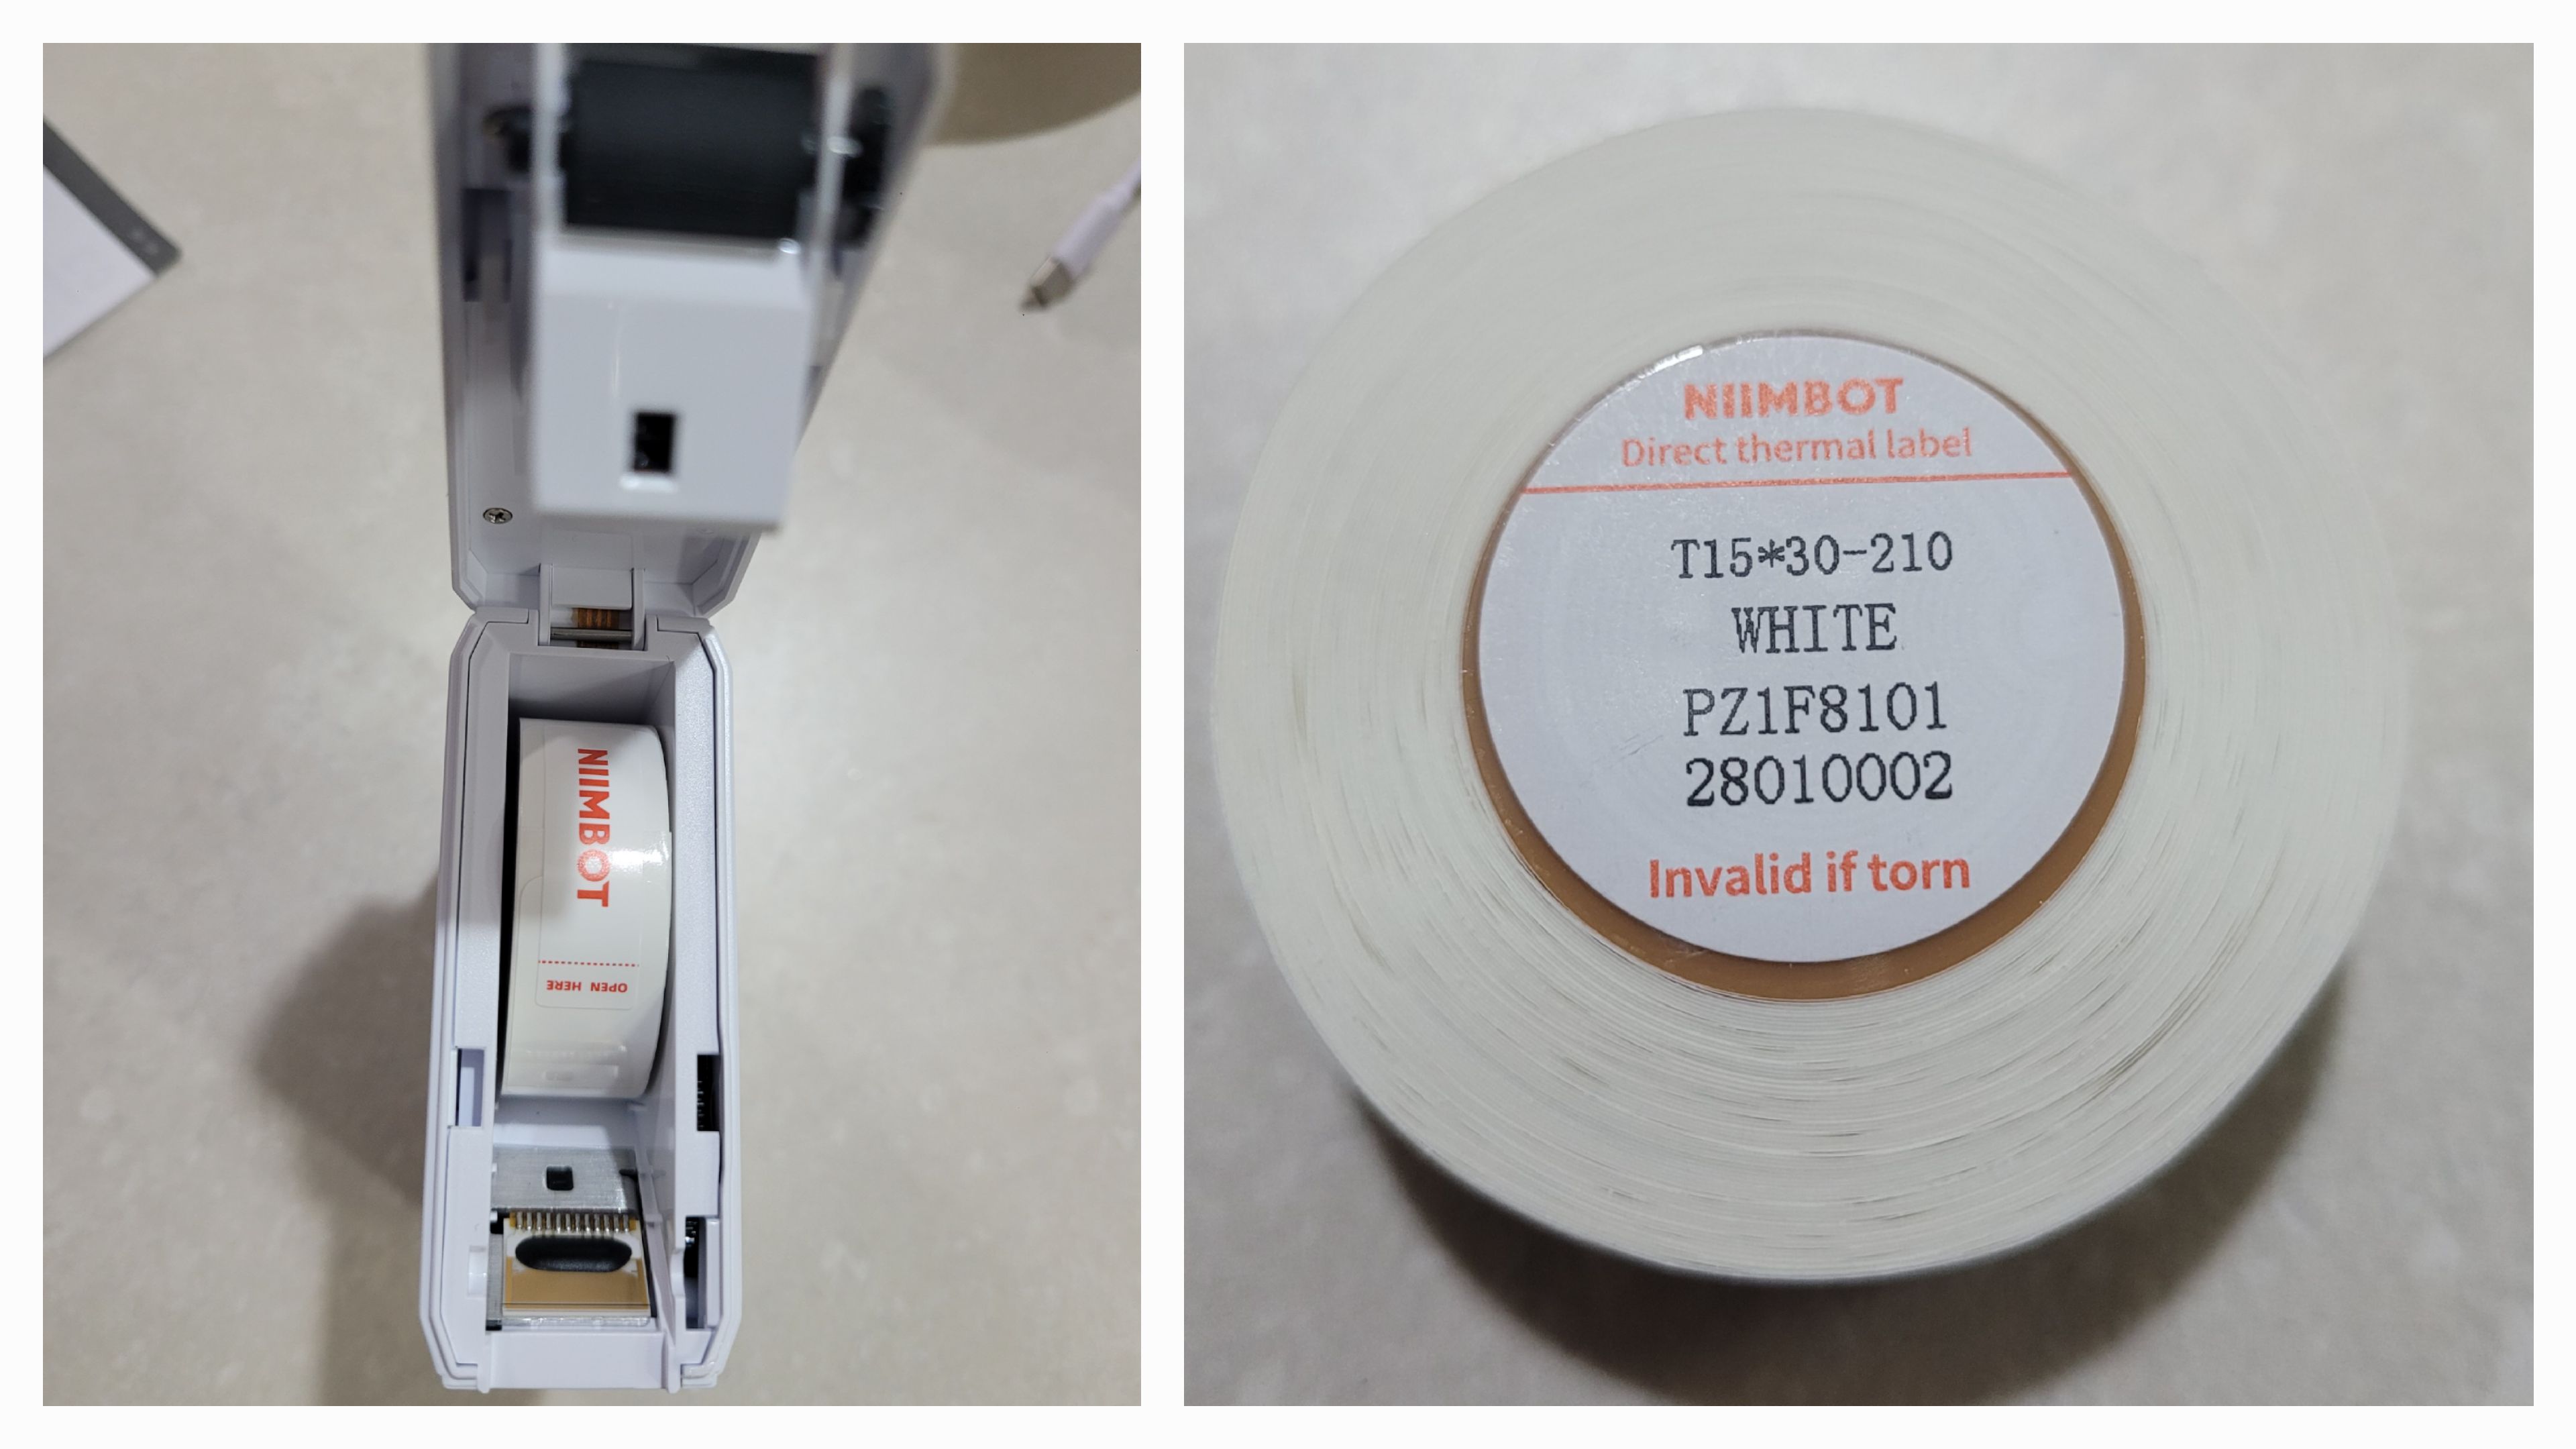 NIIMBOT
OPEN HERE
NIIMBOT
Direct thermal label
T15*30-210
WHITE
PZ1F8101
28010002
Invalid if torn